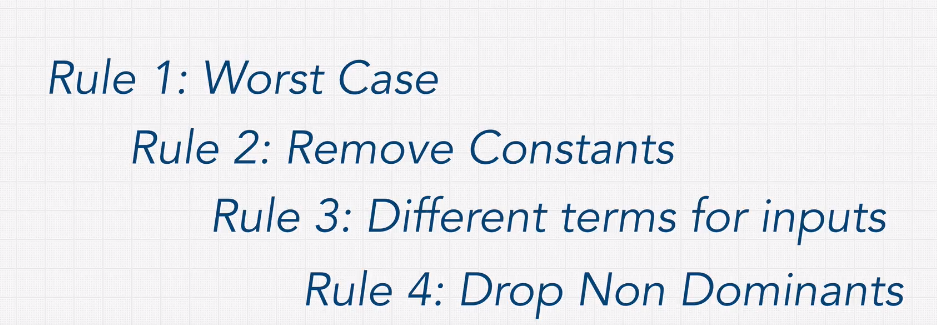 Rule 1: Worst Case
Rule 2: Remove Constants
Rule 3: Different terms for inputs
Rule 4: Drop Non Dominants